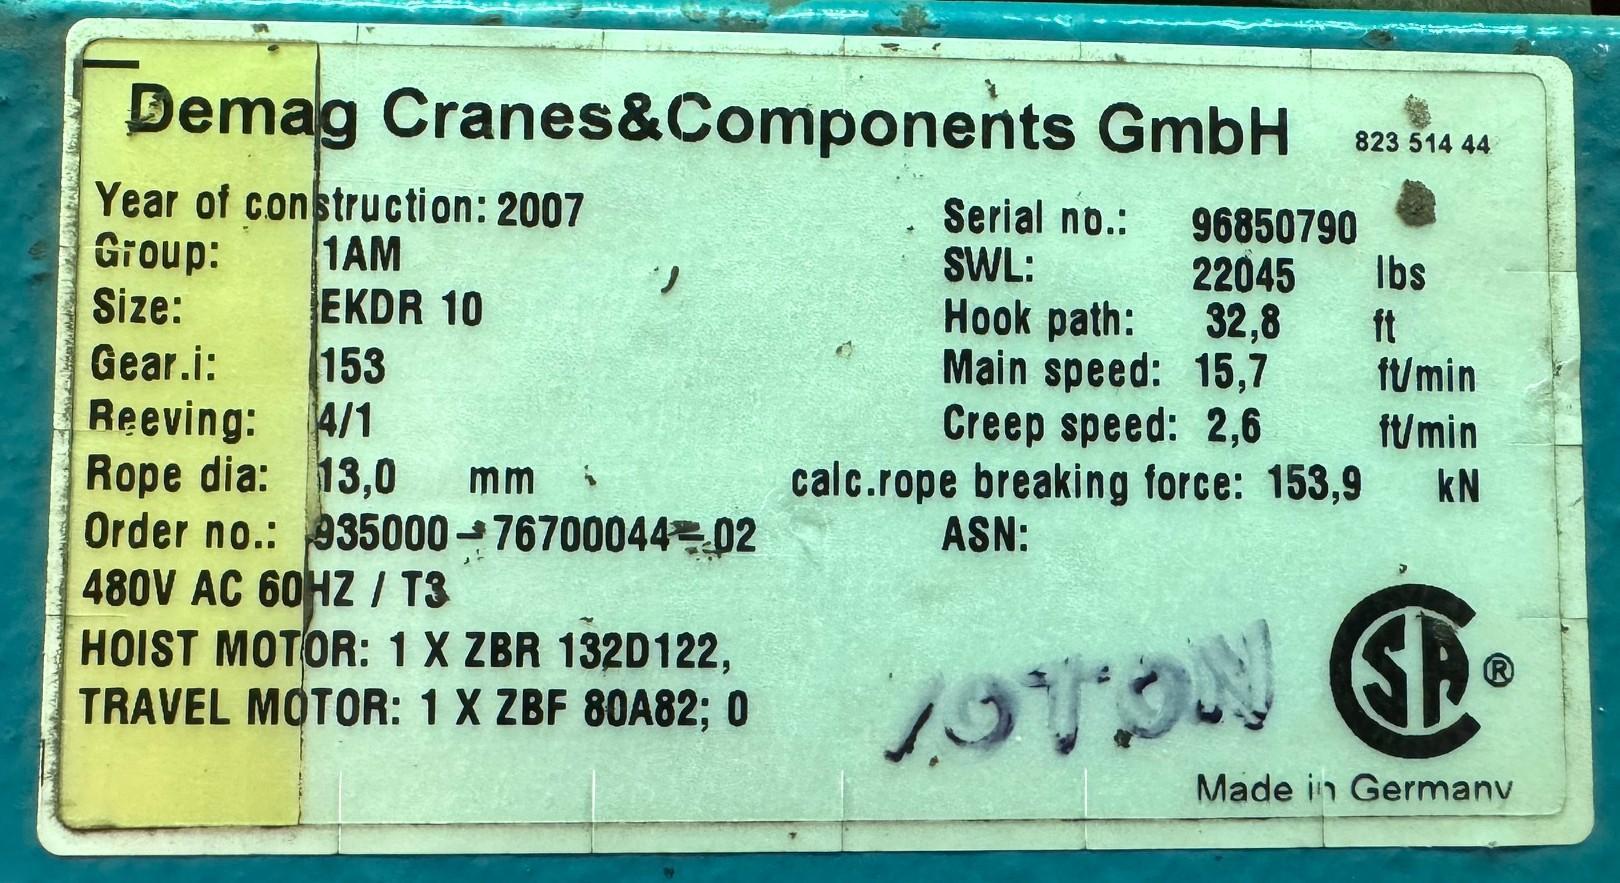 Demag Cranes&Components GmbH 823 514 44
Year of construction: 2007
Group: 1AM
Size: EKDR 10
Gear.i: 153
Reeving: 4/1
Rope dia: 13,0 mm
Order no.: 935000-76700044-02
480V AC 60HZ / T3
HOIST MOTOR: 1 X ZBR 132D122,
TRAVEL MOTOR: 1 X ZBF 80A82; 0
Serial no.: 96850790
SWL: 22045 lbs
Hook path: 32,8 ft
Main speed: 15,7 ft/min
Creep speed: 2,6 ft/min
calc.rope breaking force: 153,9 kN
ASN:
10TON
CSA ®
Made in Germany